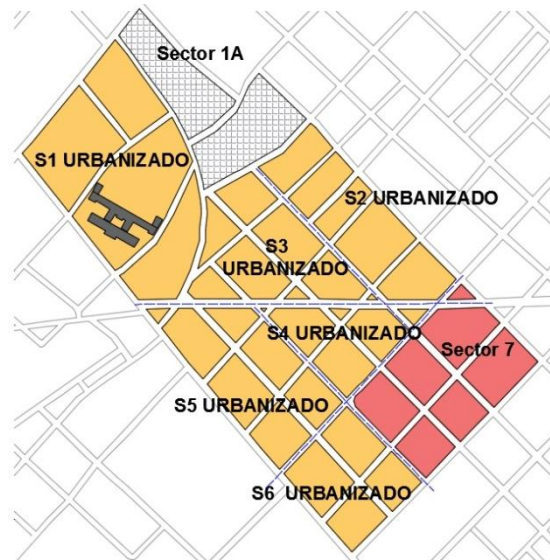 Sector 1A
S1 URBANIZADO
S2 URBANIZADO
S3
URBANIZADO
S4 URBANIZADO
Sector 7
S5 URBANIZADO
S6 URBANIZADO